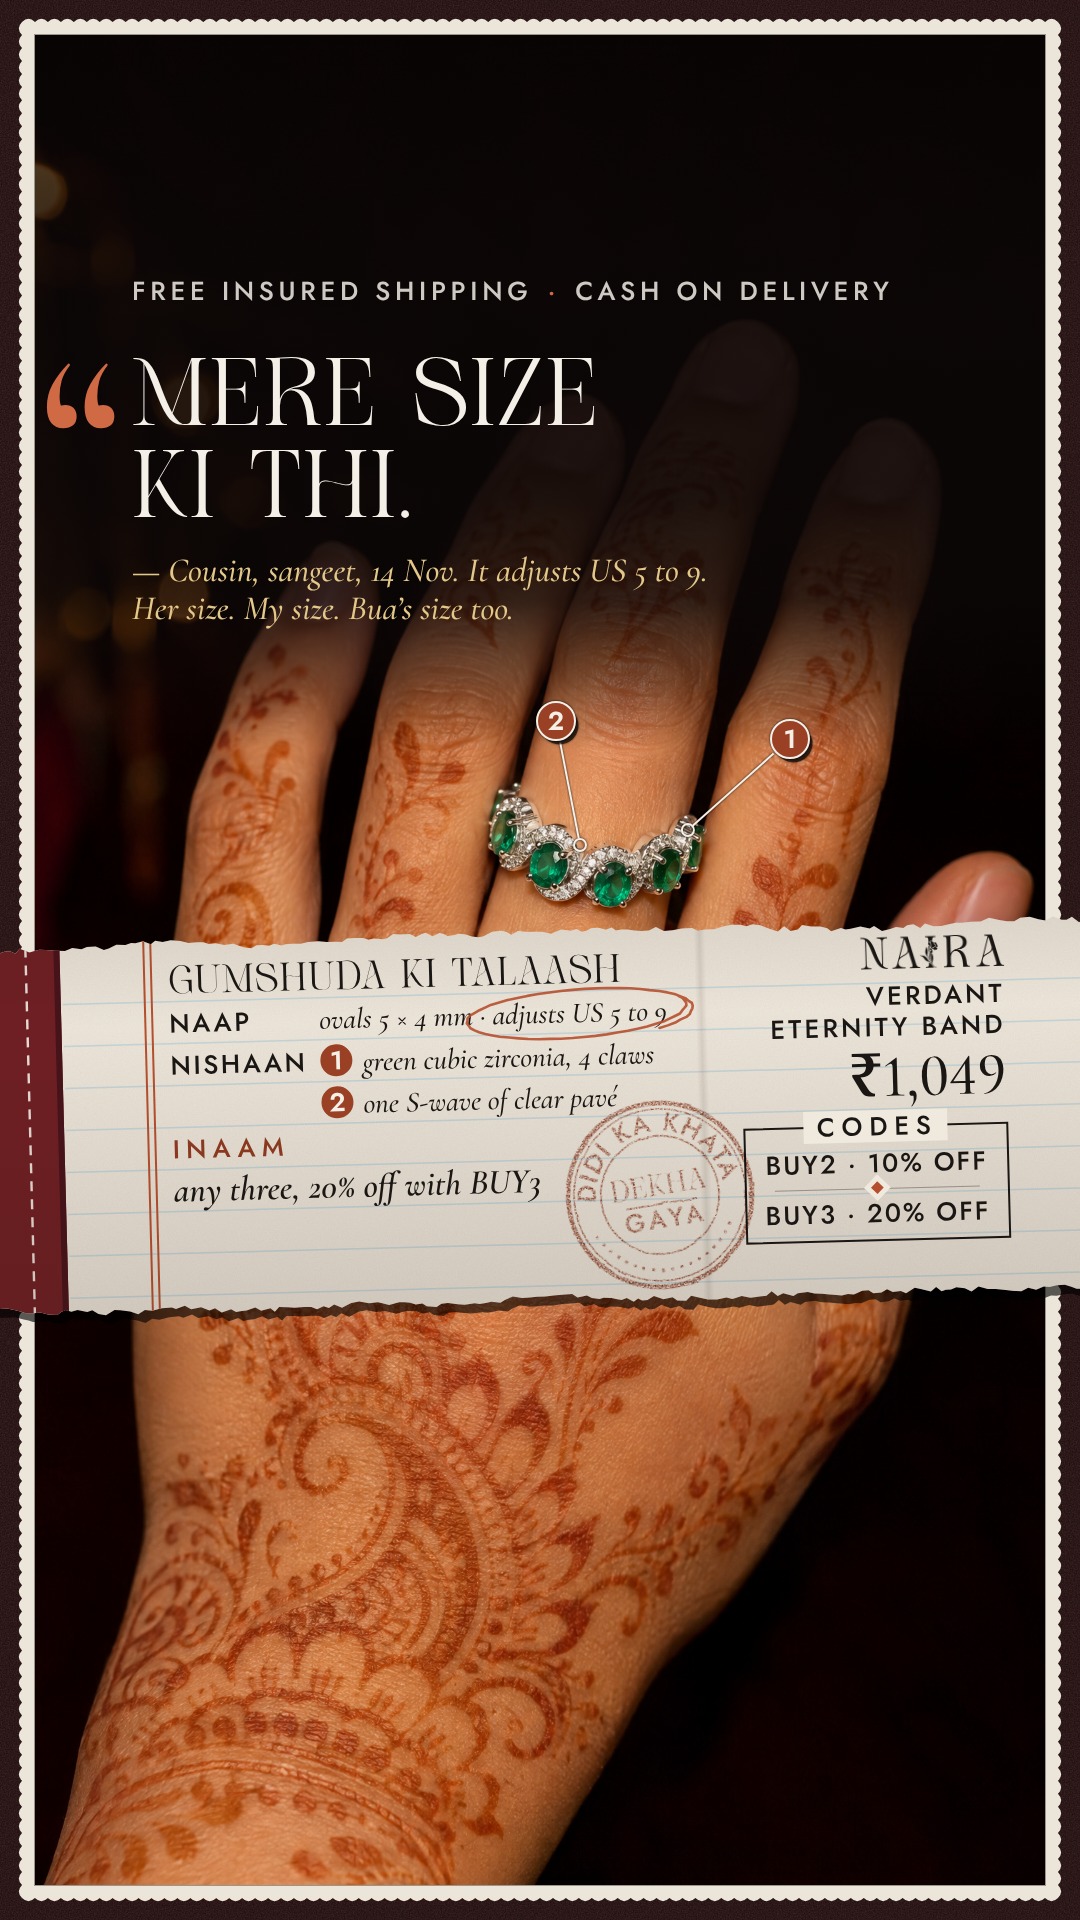 FREE INSURED SHIPPING · CASH ON DELIVERY
“MERE SIZE
KI THI.
— Cousin, sangeet, 14 Nov. It adjusts US 5 to 9.
Her size. My size. Bua’s size too.
2
1
GUMSHUDA KI TALAASH
NAAP ovals 5 × 4 mm · adjusts US 5 to 9
NISHAAN 1 green cubic zirconia, 4 claws
2 one S-wave of clear pavé
INAAM
any three, 20% off with BUY3
DIDI KA KHATA
DEKHA
GAYA
NAIRA
VERDANT
ETERNITY BAND
₹1,049
CODES
BUY2 · 10% OFF
BUY3 · 20% OFF